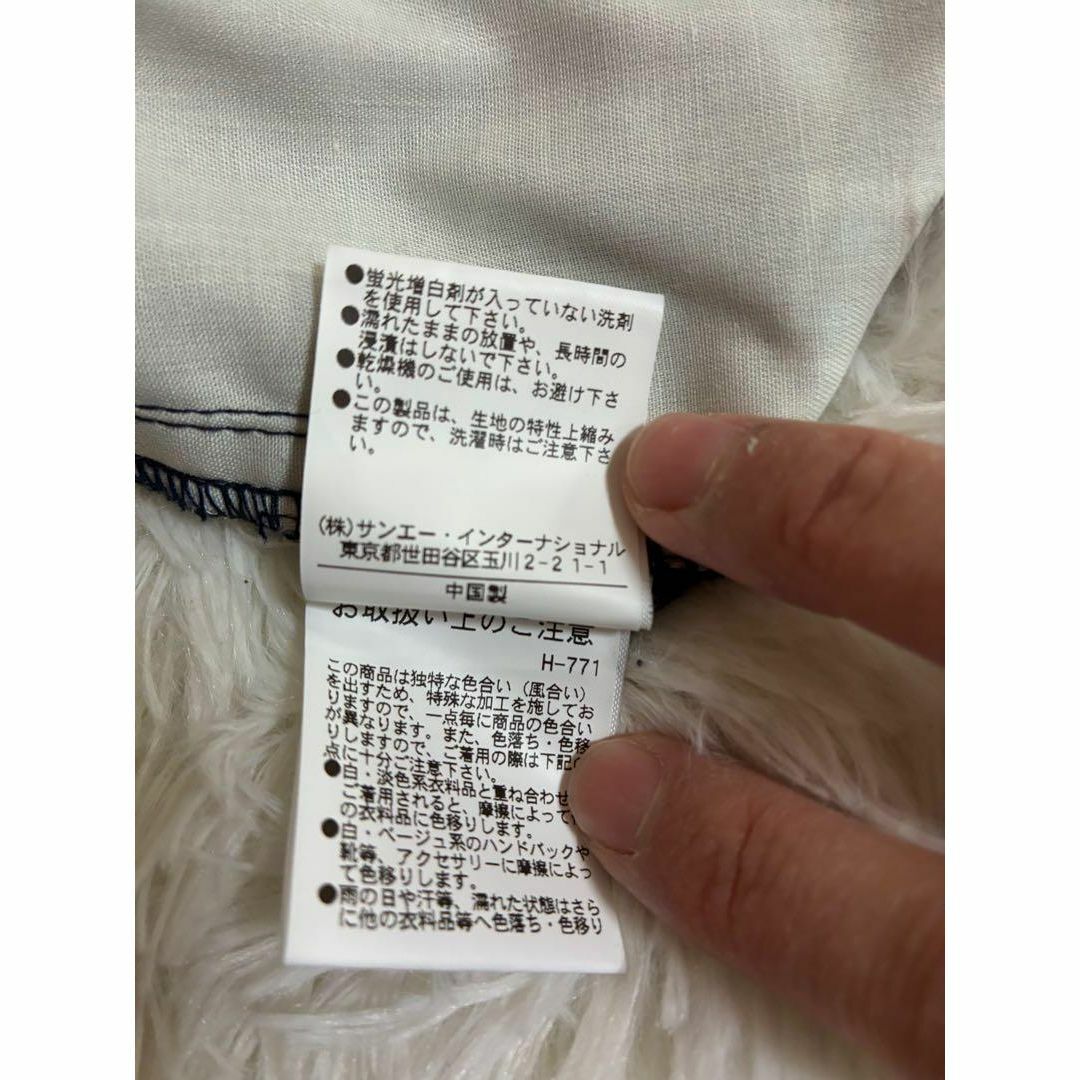 ●蛍光増白剤が入っていない洗剤
を使用して下さい。
●濡れたままの放置や、長時間の
浸漬はしないで下さい。
●乾燥機のご使用は、お避け下さ
い。
●この製品は、生地の特性上縮み
ますので、洗濯時はご注意下さ
い。
(株)サンエー・インターナショナル
東京都世田谷区玉川2-21-1
中国製
お取扱い上のご注意
H-771
この商品は独特な色合い(風合い)
を出すため、特殊な加工を施してお
りますので、一点毎に商品の色合い
が異なります。また、色落ち・色移
りしますので、ご着用の際は下記の
点に十分ご注意下さい。
●白・淡色系衣料品と重ね合わせ
ご着用されると、摩擦によって
の衣料品に色移りします。
●白・ベージュ系のハンドバックや
靴等、アクセサリーに摩擦によっ
て色移りします。
●雨の日や汗等、濡れた状態はさら
に他の衣料品等へ色落ち・色移り